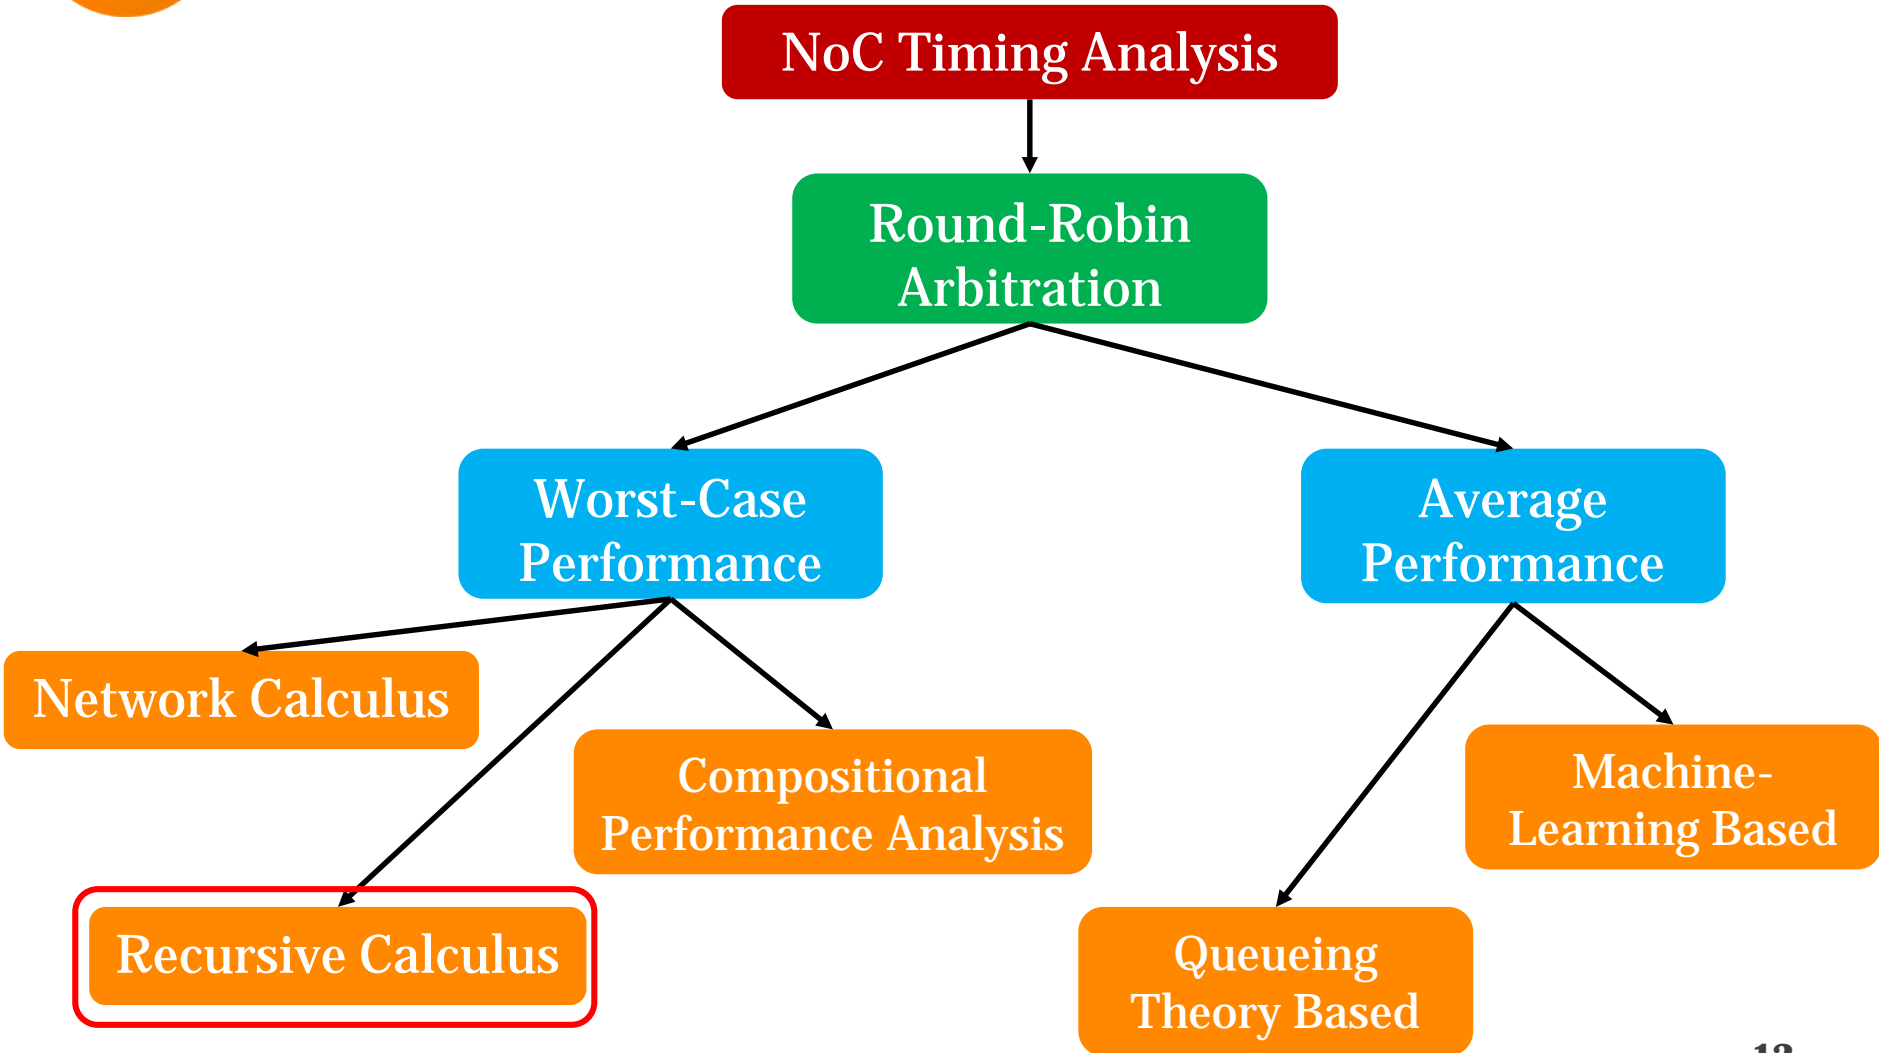 NoC Timing Analysis
Round-Robin
Arbitration
Worst-Case
Performance
Average
Performance
Network Calculus
Compositional
Performance Analysis
Machine-
Learning Based
Recursive Calculus
Queueing
Theory Based